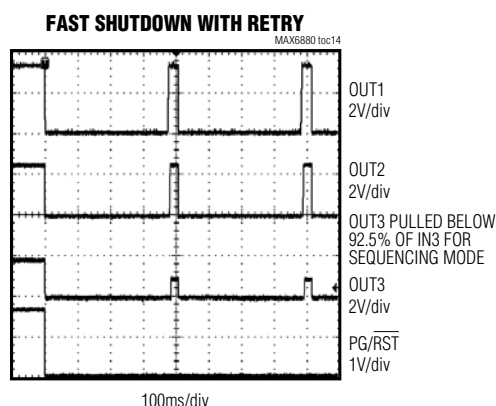 FAST SHUTDOWN WITH RETRY
MAX6880 toc14
OUT1
2V/div
OUT2
2V/div
OUT3 PULLED BELOW
92.5% OF IN3 FOR
SEQUENCING MODE
OUT3
2V/div
PG/RST
1V/div
100ms/div